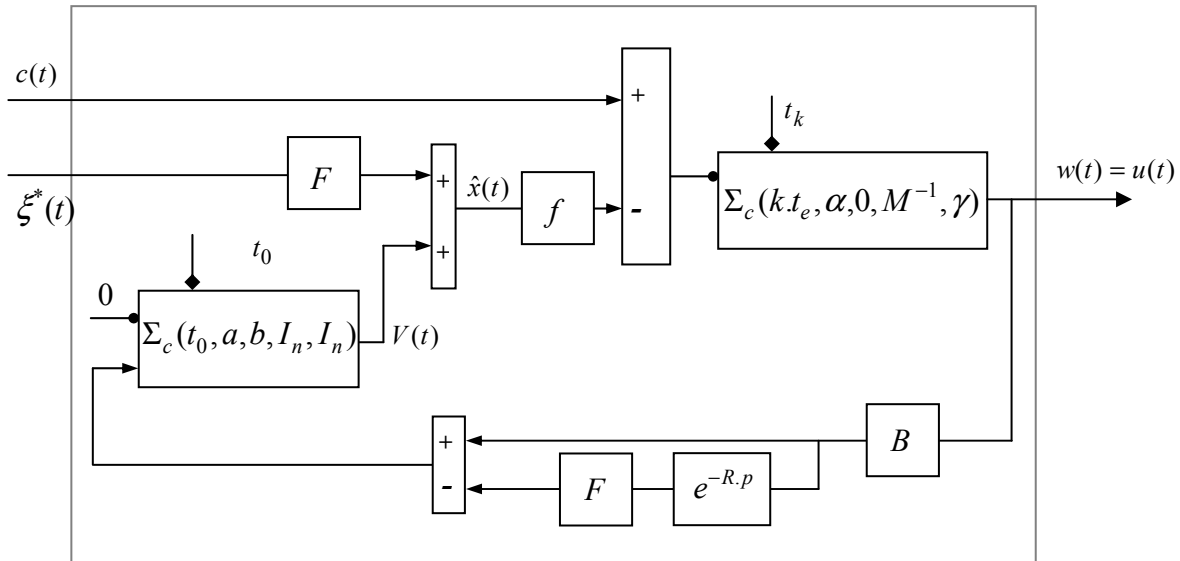 c(t)
+
t_k
F
+
x̂(t)
w(t) = u(t)
ξ*(t)
f
-
Σ_c(k.t_e, α,0, M^{-1}, γ)
t_0
+
0
Σ_c(t_0, a, b, I_n, I_n)
V(t)
+
B
-
F
e^{-R.p}